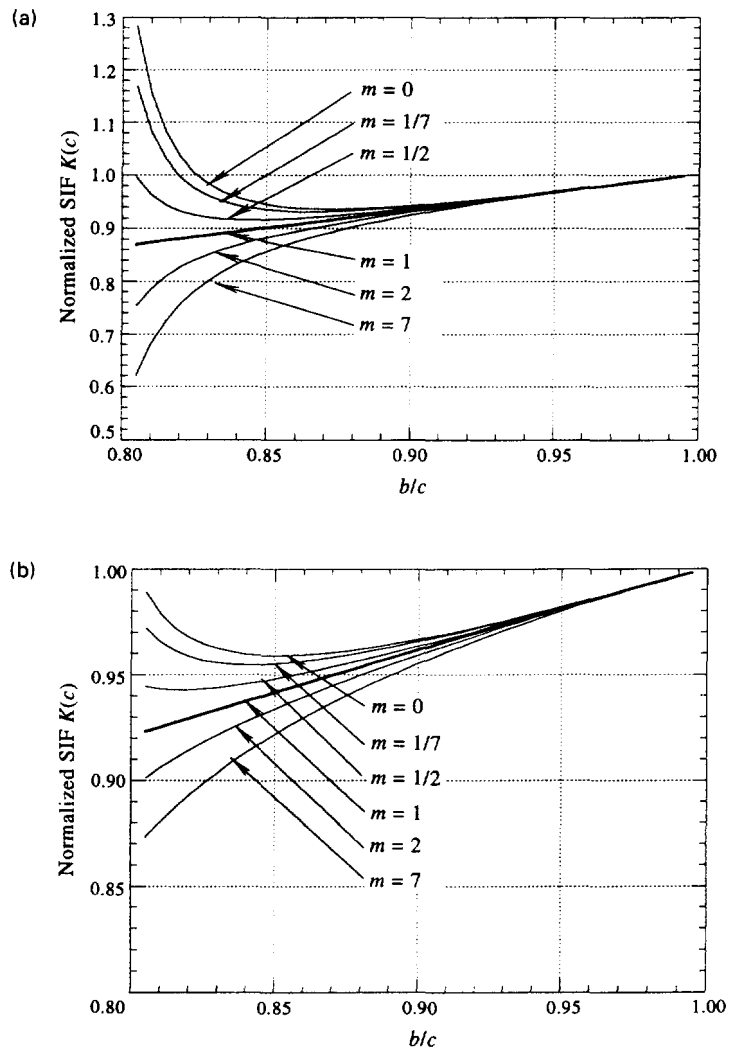 (a)
Normalized SIF K(c)
1.3
1.2
1.1
1.0
0.9
0.8
0.7
0.6
0.5
m = 0
m = 1/7
m = 1/2
m = 1
m = 2
m = 7
0.80
0.85
0.90
0.95
1.00
b/c
(b)
Normalized SIF K(c)
1.00
0.95
0.90
0.85
0.80
m = 0
m = 1/7
m = 1/2
m = 1
m = 2
m = 7
0.85
0.90
0.95
1.00
b/c